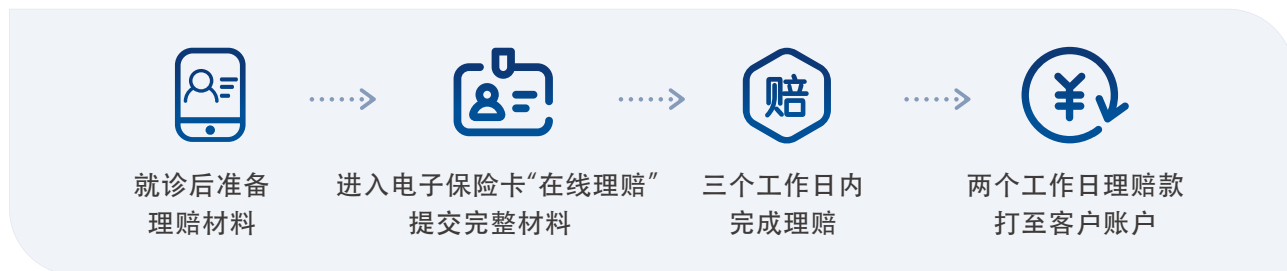 赔
¥
就诊后准备
理赔材料
进入电子保险卡“在线理赔”
提交完整材料
三个工作日内
完成理赔
两个工作日理赔款
打至客户账户